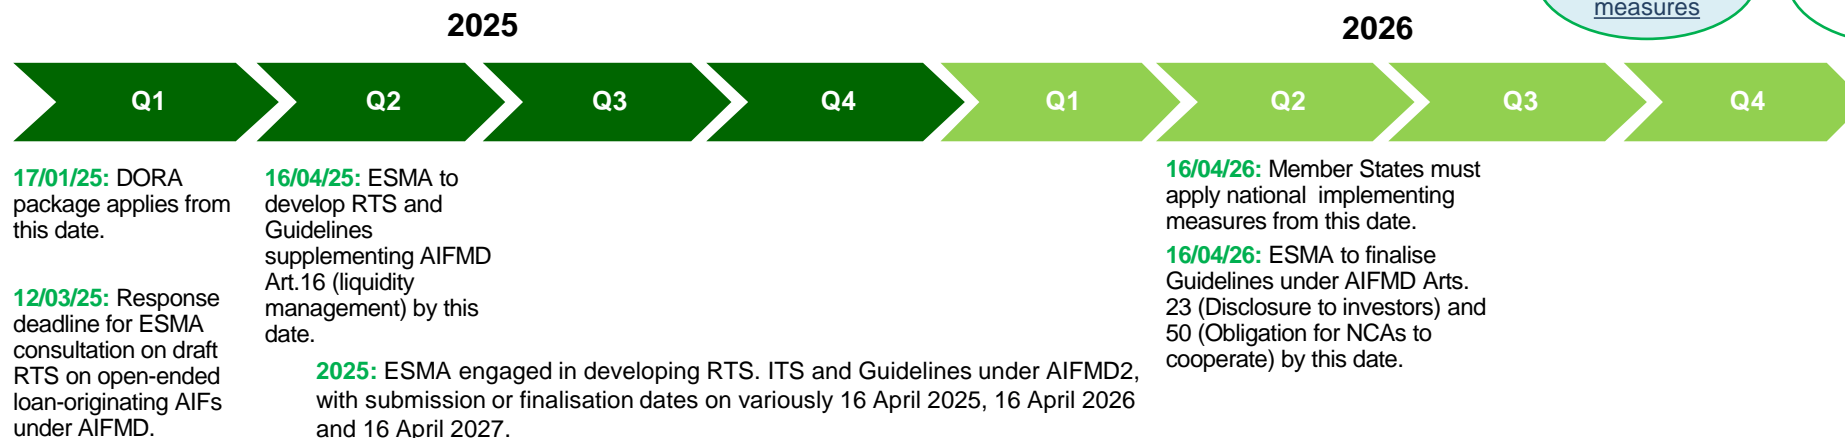 measures
2025
2026
Q1
Q2
Q3
Q4
Q1
Q2
Q3
Q4
17/01/25: DORA
package applies from
this date.
12/03/25: Response
deadline for ESMA
consultation on draft
RTS on open-ended
loan-originating AIFs
under AIFMD.
16/04/25: ESMA to
develop RTS and
Guidelines
supplementing AIFMD
Art.16 (liquidity
management) by this
date.
2025: ESMA engaged in developing RTS. ITS and Guidelines under AIFMD2,
with submission or finalisation dates on variously 16 April 2025, 16 April 2026
and 16 April 2027.
16/04/26: Member States must
apply national  implementing
measures from this date.
16/04/26: ESMA to finalise
Guidelines under AIFMD Arts.
23 (Disclosure to investors) and
50 (Obligation for NCAs to
cooperate) by this date.